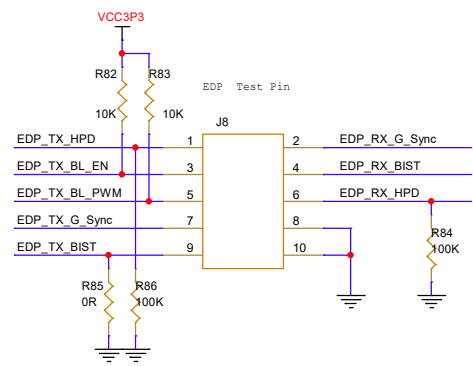 VCC3P3
R82 R83
EDP Test Pin
10K 10K
J8
EDP_TX_HPD 1 2 EDP_RX_G_Sync
EDP_TX_BL_EN 3 4 EDP_RX_BIST
EDP_TX_BL_PWM 5 6 EDP_RX_HPD
EDP_TX_G_Sync 7 8
R84
100K
EDP_TX_BIST 9 10
R85 R86
0R 100K